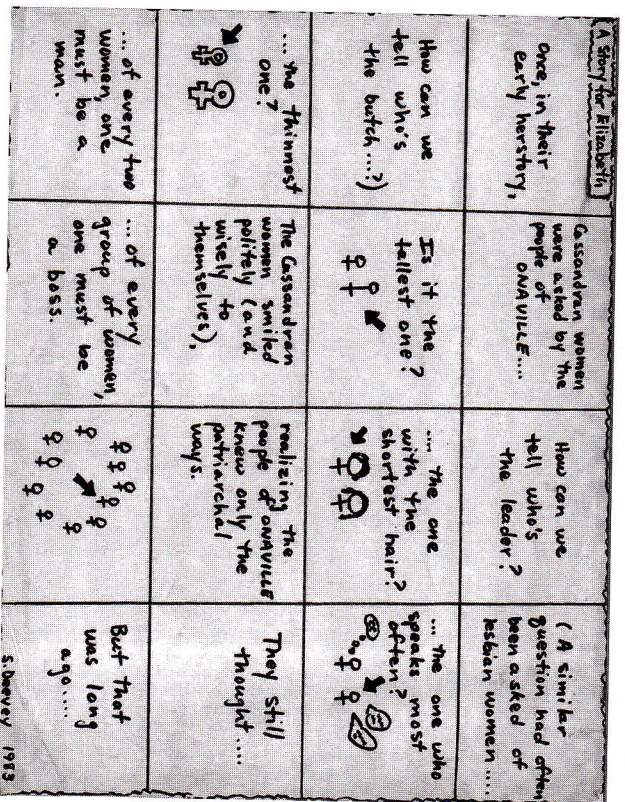 A Story for Elizabeth
Once, in their
early herstory,
Cassandran women
were asked by the
people of
ONAVILLE....
How can we
tell who's
the leader?
(A similar
question had often
been asked of
lesbian women....
How can we
tell who's
the butch...?)
Is it the
tallest one?
.... the one
with the
shortest hair?
... the one who
speaks most
often?
.... the thinnest
one?
The Cassandran
women smiled
politely (and
wisely to
themselves),
realizing the
people of ONAVILLE
knew only the
patriarchal
ways.
They still
thought....
... of every two
women, one
must be a
man.
... of every
group of women,
one must be
a boss.
But that
was long
ago....
S. Deevey 1983